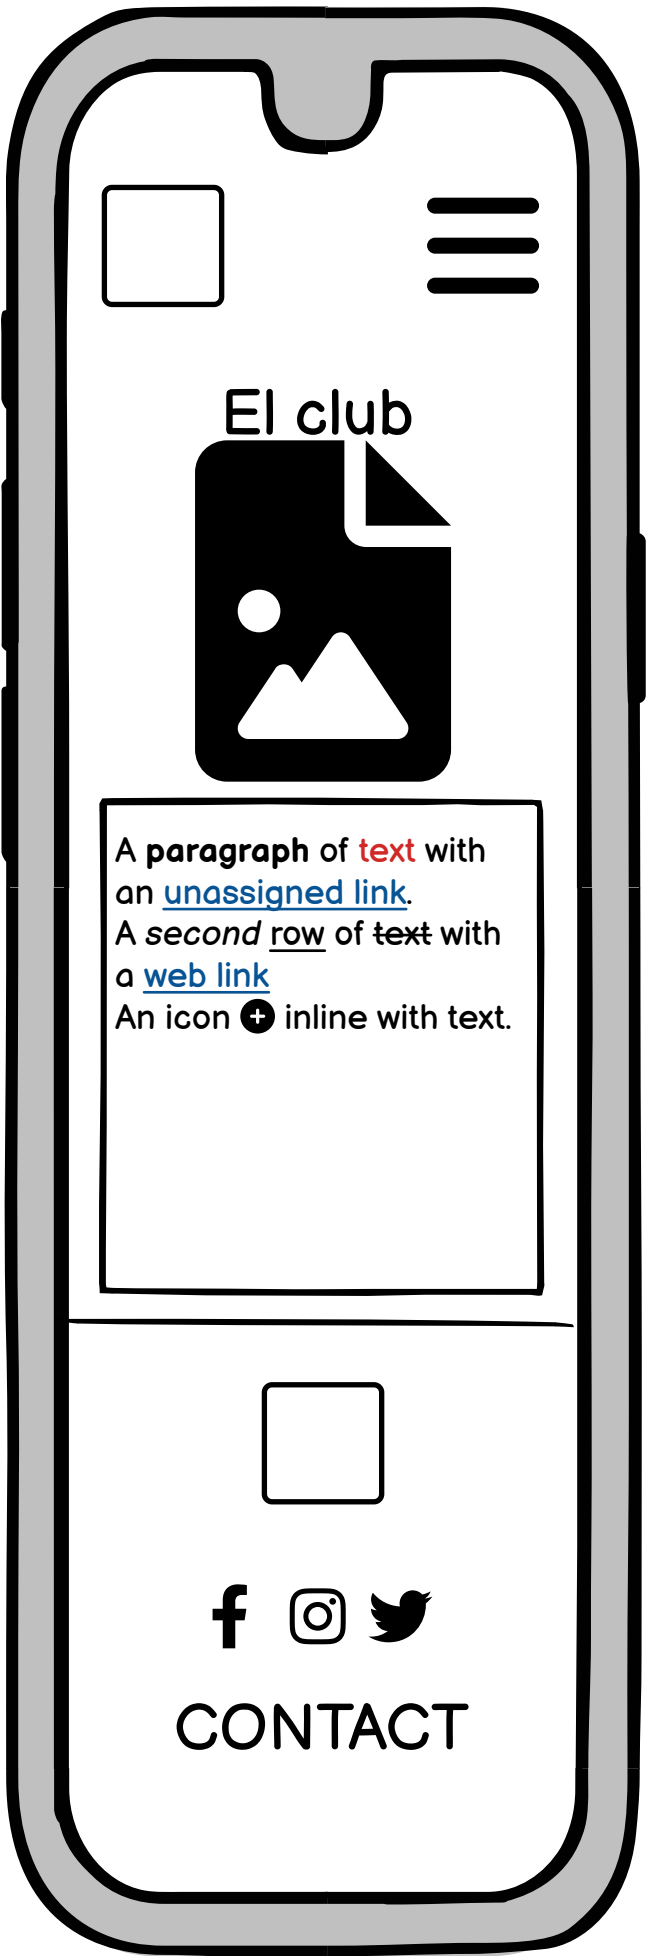 El club
A paragraph of text with
an unassigned link.
A second row of text with
a web link
An icon inline with text.
CONTACT